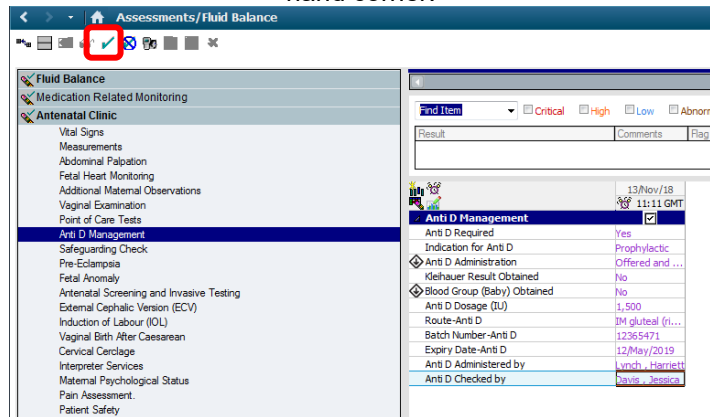 hand corner.
Assessments/Fluid Balance
Fluid Balance
Medication Related Monitoring
Antenatal Clinic
Vital Signs
Measurements
Abdominal Palpation
Fetal Heart Monitoring
Additional Maternal Observations
Vaginal Examination
Point of Care Tests
Anti D Management
Safeguarding Check
Pre-Eclampsia
Fetal Anomaly
Antenatal Screening and Invasive Testing
External Cephalic Version (ECV)
Induction of Labour (IOL)
Vaginal Birth After Caesarean
Cervical Cerclage
Interpreter Services
Maternal Psychological Status
Pain Assessment.
Patient Safety
Find Item Critical High Low Abnorm
Result Comments Flag
13/Nov/18
11:11 GMT
Anti D Management
Anti D Required Yes
Indication for Anti D Prophylactic
Anti D Administration Offered and ...
Kleihauer Result Obtained No
Blood Group (Baby) Obtained No
Anti D Dosage (IU) 1,500
Route-Anti D IM gluteal (ri...
Batch Number-Anti D 12365471
Expiry Date-Anti D 12/May/2019
Anti D Administered by Lynch , Harriett
Anti D Checked by Davis , Jessica